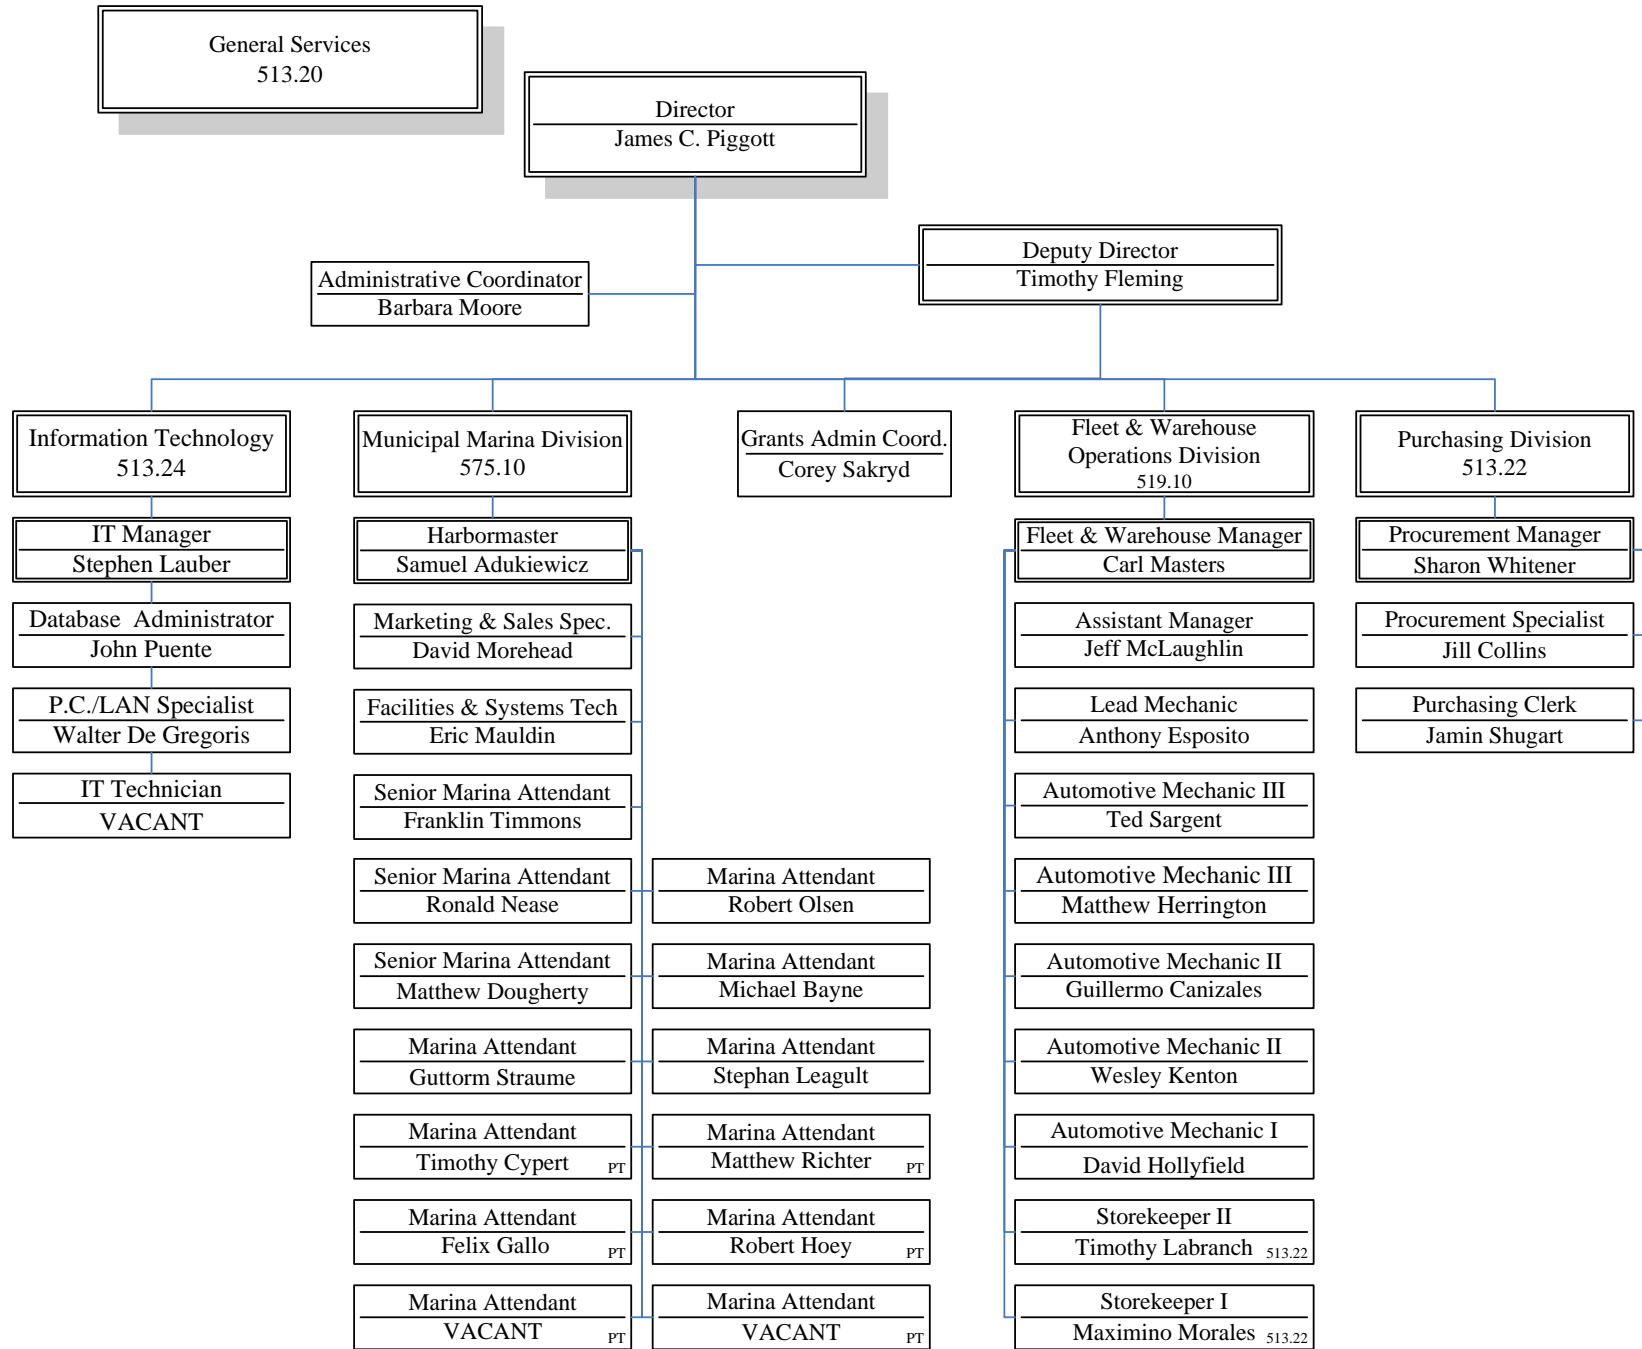 General Services
513.20
Director
James C. Piggott
Deputy Director
Timothy Fleming
Administrative Coordinator
Barbara Moore
Information Technology
513.24
IT Manager
Stephen Lauber
Database  Administrator
John Puente
P.C./LAN Specialist
Walter De Gregoris
IT Technician
VACANT
Municipal Marina Division
575.10
Harbormaster
Samuel Adukiewicz
Marketing & Sales Spec.
David Morehead
Facilities & Systems Tech
Eric Mauldin
Senior Marina Attendant
Franklin Timmons
Senior Marina Attendant
Ronald Nease
Senior Marina Attendant
Matthew Dougherty
Marina Attendant
Guttorm Straume
Marina Attendant
Timothy Cypert PT
Marina Attendant
Felix Gallo PT
Marina Attendant
VACANT PT
Marina Attendant
Robert Olsen
Marina Attendant
Michael Bayne
Marina Attendant
Stephan Leagult
Marina Attendant
Matthew Richter PT
Marina Attendant
Robert Hoey PT
Marina Attendant
VACANT PT
Grants Admin Coord.
Corey Sakryd
Fleet & Warehouse
Operations Division
519.10
Fleet & Warehouse Manager
Carl Masters
Assistant Manager
Jeff McLaughlin
Lead Mechanic
Anthony Esposito
Automotive Mechanic III
Ted Sargent
Automotive Mechanic III
Matthew Herrington
Automotive Mechanic II
Guillermo Canizales
Automotive Mechanic II
Wesley Kenton
Automotive Mechanic I
David Hollyfield
Storekeeper II
Timothy Labranch 513.22
Storekeeper I
Maximino Morales 513.22
Purchasing Division
513.22
Procurement Manager
Sharon Whitener
Procurement Specialist
Jill Collins
Purchasing Clerk
Jamin Shugart